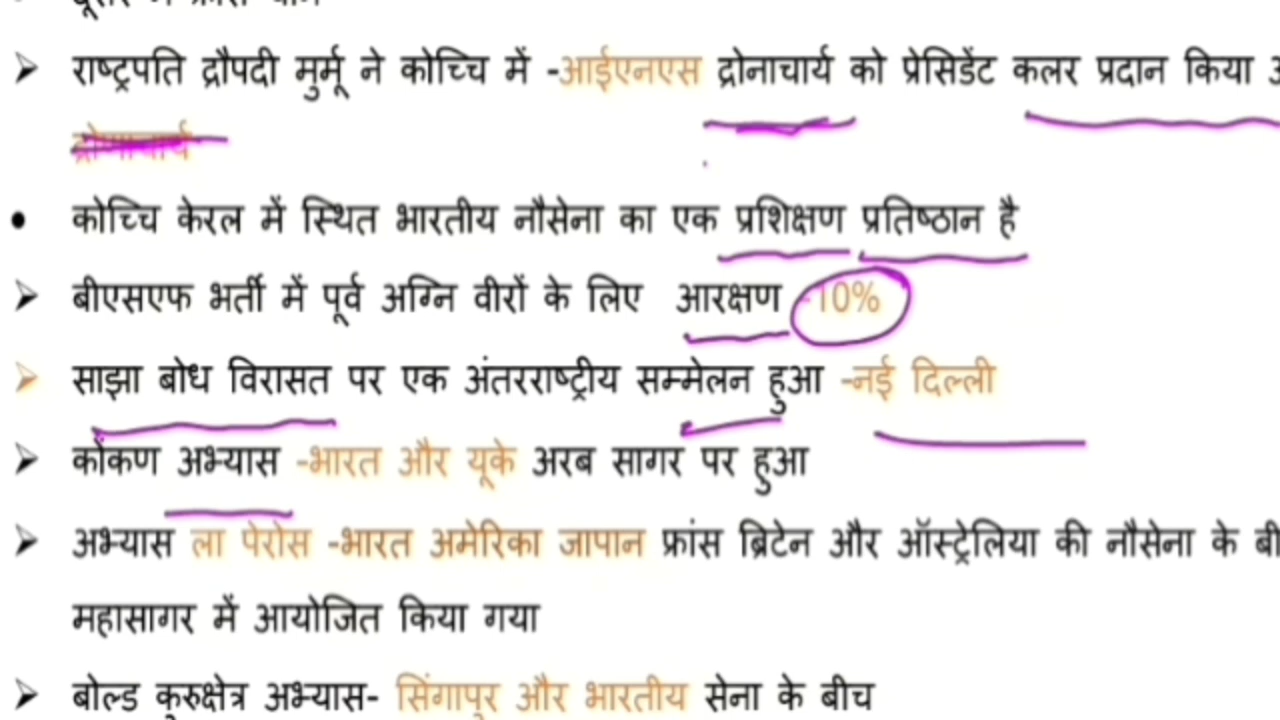 राष्ट्रपति द्रौपदी मुर्मू ने कोच्चि में -आईएनएस द्रोनाचार्य को प्रेसिडेंट कलर प्रदान किया
कोच्चि केरल में स्थित भारतीय नौसेना का एक प्रशिक्षण प्रतिष्ठान है
बीएसएफ भर्ती में पूर्व अग्नि वीरों के लिए आरक्षण -10%
साझा बोध विरासत पर एक अंतरराष्ट्रीय सम्मेलन हुआ -नई दिल्ली
कोंकण अभ्यास -भारत और यूके अरब सागर पर हुआ
अभ्यास ला पेरोस -भारत अमेरिका जापान फ्रांस ब्रिटेन और ऑस्ट्रेलिया की नौसेना के
महासागर में आयोजित किया गया
बोल्ड कुरुक्षेत्र अभ्यास- सिंगापुर और भारतीय सेना के बीच